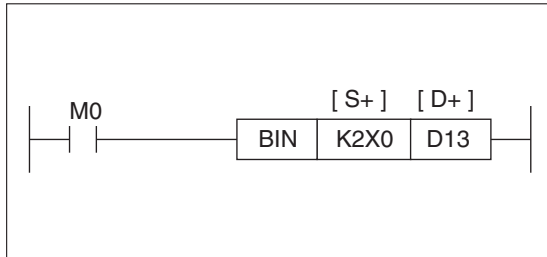 [ S+ ] [ D+ ]
M0
BIN K2X0 D13